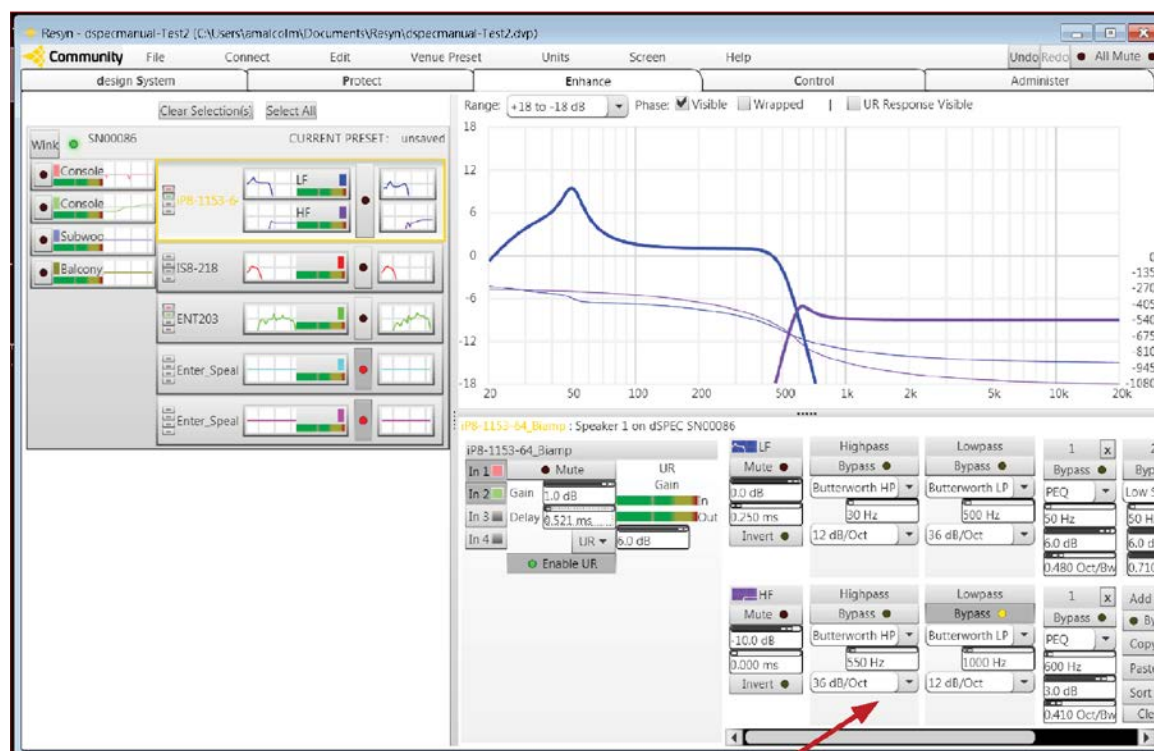 Resyn - dspecmanual-Test2 (C:\Users\amalcolm\Documents\Resyn\dspecmanual-Test2.dvp)
Community File Connect Edit Venue Preset Units Screen Help Undo Redo All Mute
design System Protect Enhance Control Administer
Clear Selection(s) Select All
Wink SN00086 CURRENT PRESET: unsaved
Console
Console
Subwoo
Balcony
iP8-1153-64
LF
HF
IS8-218
ENT203
Enter_Speal
Enter_Speal
Range: +18 to -18 dB Phase: Visible Wrapped | UR Response Visible
18
12
6
0
-6
-12
-18
20 50 100 200 500 1k 2k 5k 10k 20k
0
-135
-270
-405
-540
-675
-810
-945
-1080
iP8-1153-64_Biamp : Speaker 1 on dSPEC SN00086
iP8-1153-64_Biamp
In 1
In 2
In 3
In 4
Mute
Gain 1.0 dB
Delay 0.521 ms
UR
Enable UR
UR
Gain
In
Out
6.0 dB
LF
Mute
0.0 dB
0.250 ms
Invert
Highpass
Bypass
Butterworth HP
30 Hz
12 dB/Oct
Lowpass
Bypass
Butterworth LP
500 Hz
36 dB/Oct
1 x
Bypass
PEQ
50 Hz
6.0 dB
0.480 Oct/Bw
2
Byp
Low S
50 H
6.0 d
0.710
HF
Mute
-10.0 dB
0.000 ms
Invert
Highpass
Bypass
Butterworth HP
550 Hz
36 dB/Oct
Lowpass
Bypass
Butterworth LP
1000 Hz
12 dB/Oct
1 x
Bypass
PEQ
600 Hz
3.0 dB
0.410 Oct/Bw
Add
By
Copy
Paste
Sort
Cle